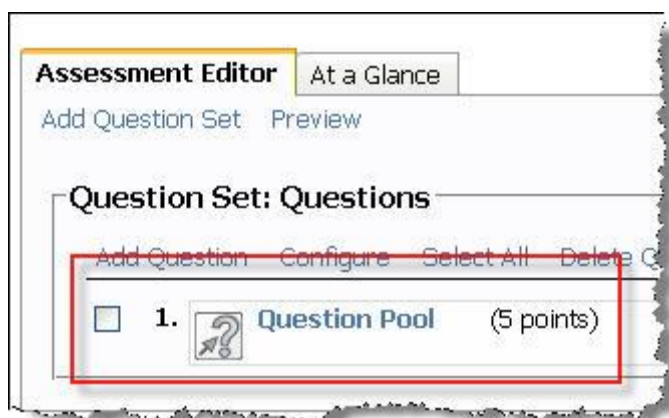 Assessment Editor At a Glance
Add Question Set Preview
Question Set: Questions
Add Question Configure Select All Delete
1. Question Pool (5 points)